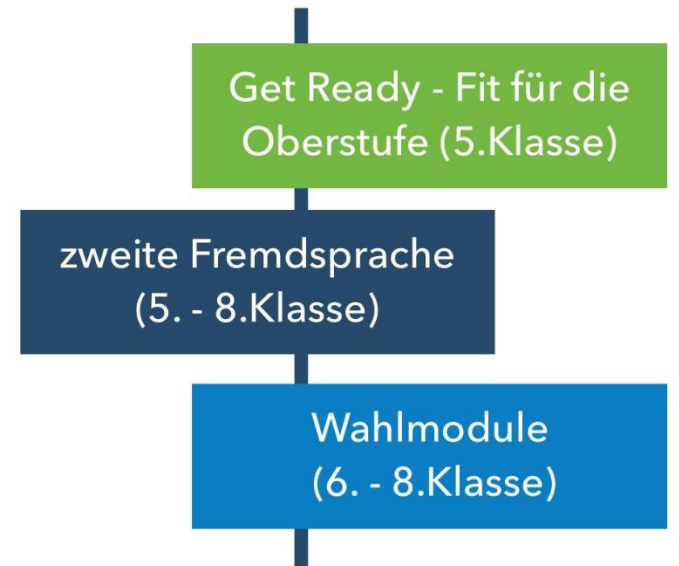 Get Ready - Fit für die
Oberstufe (5.Klasse)
zweite Fremdsprache
(5. - 8.Klasse)
Wahlmodule
(6. - 8.Klasse)